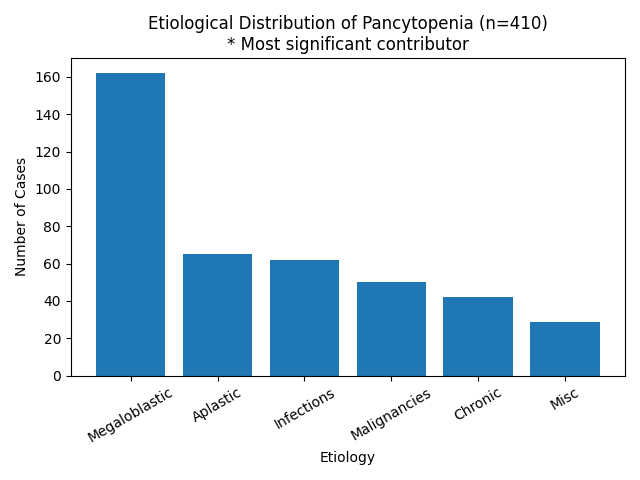 Etiological Distribution of Pancytopenia (n=410)
* Most significant contributor
Number of Cases
160
140
120
100
80
60
40
20
0
Megaloblastic
Aplastic
Infections
Malignancies
Chronic
Misc
Etiology